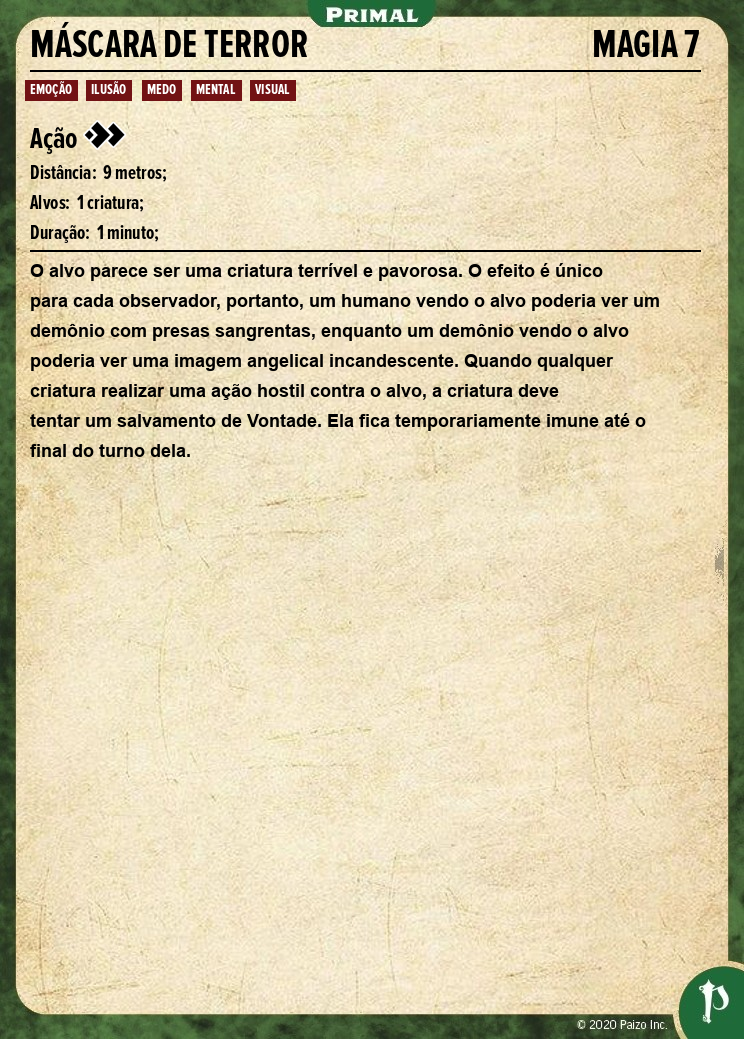 PRIMAL
MÁSCARA DE TERROR MAGIA 7
EMOÇÃO ILUSÃO MEDO MENTAL VISUAL
Ação
Distância: 9 metros;
Alvos: 1 criatura;
Duração: 1 minuto;
O alvo parece ser uma criatura terrível e pavorosa. O efeito é único
para cada observador, portanto, um humano vendo o alvo poderia ver um
demônio com presas sangrentas, enquanto um demônio vendo o alvo
poderia ver uma imagem angelical incandescente. Quando qualquer
criatura realizar uma ação hostil contra o alvo, a criatura deve
tentar um salvamento de Vontade. Ela fica temporariamente imune até o
final do turno dela.
© 2020 Paizo Inc.
P